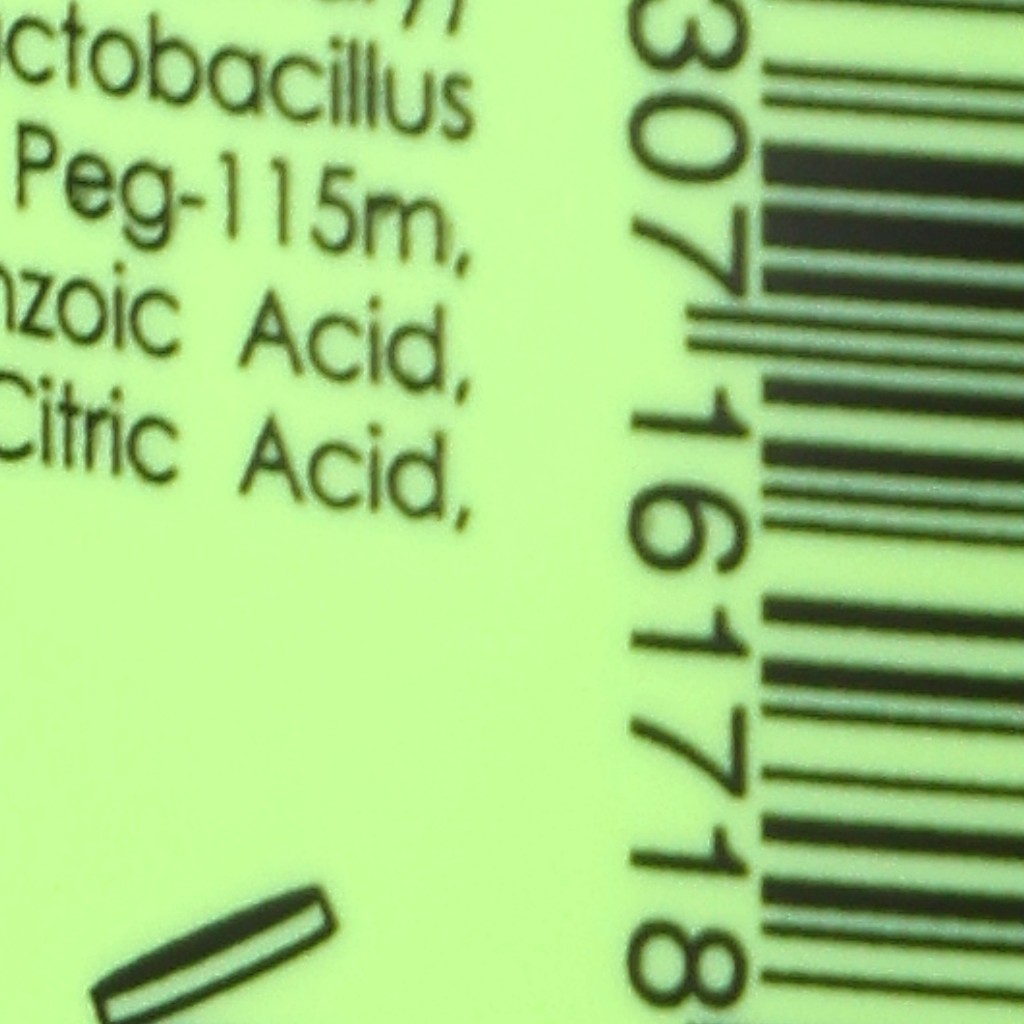 ctobacillus
Peg-115m,
nzoic Acid,
Citric Acid,
307 161718